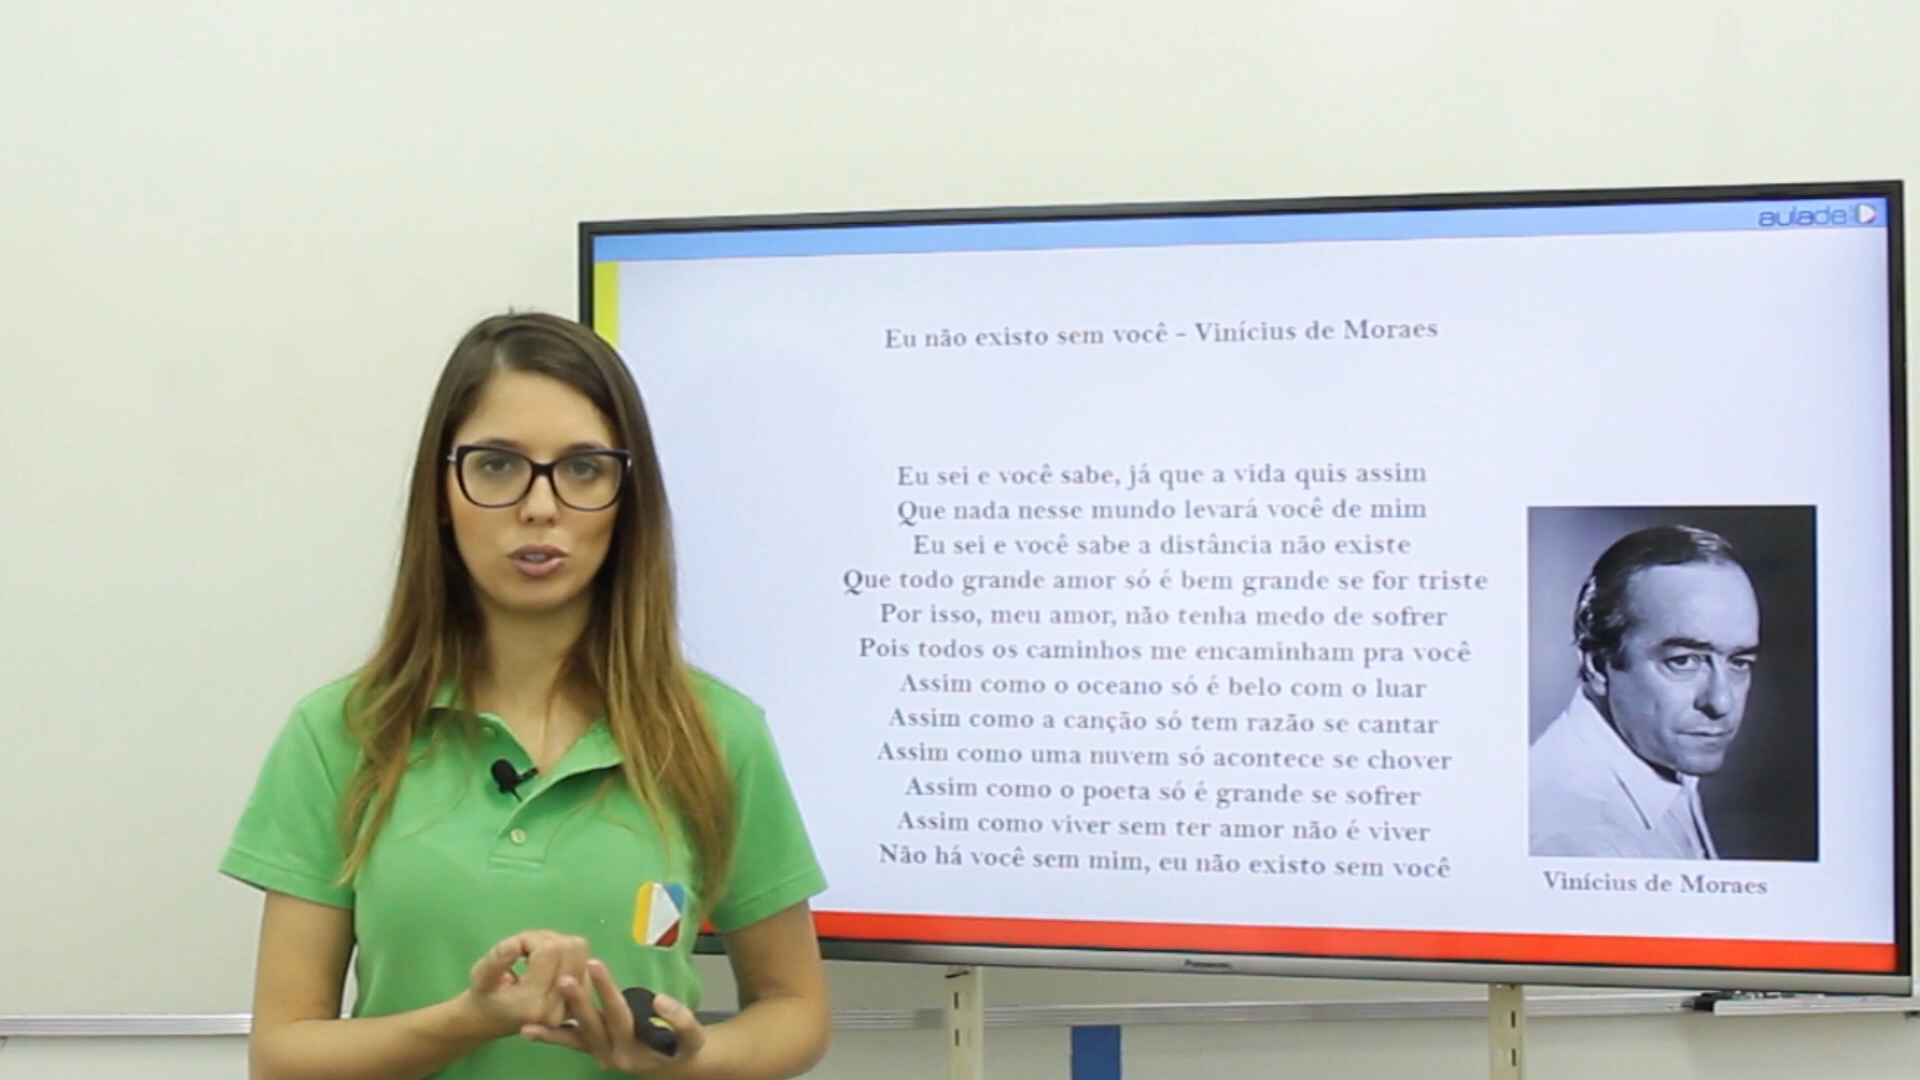 aulade
Eu não existo sem você - Vinícius de Moraes
Eu sei e você sabe, já que a vida quis assim
Que nada nesse mundo levará você de mim
Eu sei e você sabe a distância não existe
Que todo grande amor só é bem grande se for triste
Por isso, meu amor, não tenha medo de sofrer
Pois todos os caminhos me encaminham pra você
Assim como o oceano só é belo com o luar
Assim como a canção só tem razão se cantar
Assim como uma nuvem só acontece se chover
Assim como o poeta só é grande se sofrer
Assim como viver sem ter amor não é viver
Não há você sem mim, eu não existo sem você
Vinícius de Moraes
Panasonic